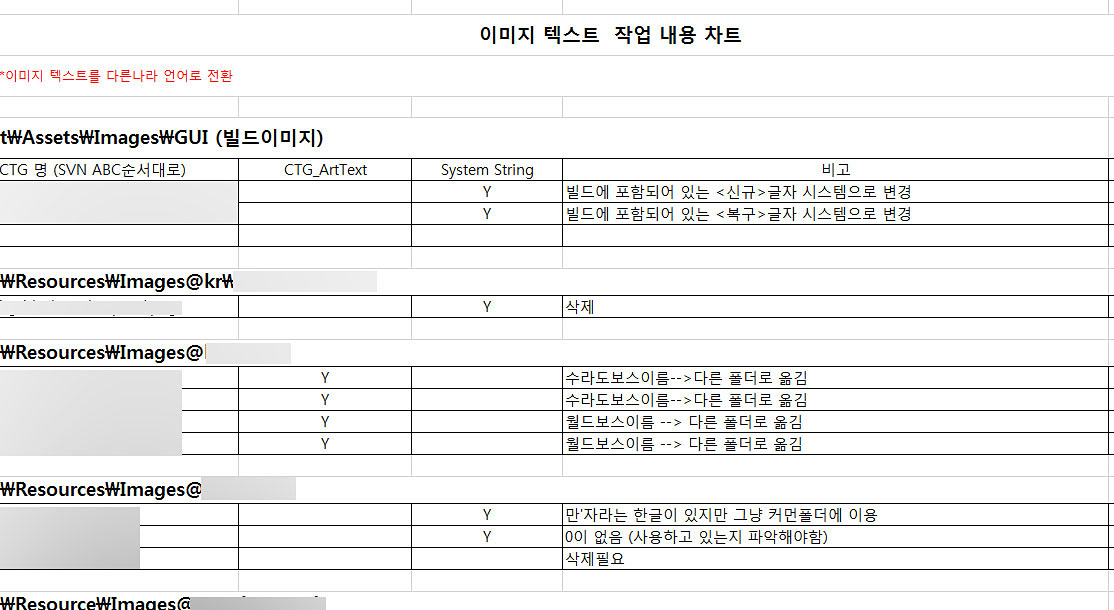 이미지 텍스트 작업 내용 차트
*이미지 텍스트를 다른나라 언어로 전환
t₩Assets₩Images₩GUI (빌드이미지)
CTG 명 (SVN ABC순서대로) CTG_ArtText System String 비고
Y 빌드에 포함되어 있는 <신규>글자 시스템으로 변경
Y 빌드에 포함되어 있는 <복구>글자 시스템으로 변경
₩Resources₩Images@kr₩
Y 삭제
₩Resources₩Images@
Y 수라도보스이름-->다른 폴더로 옮김
Y 수라도보스이름-->다른 폴더로 옮김
Y 월드보스이름 --> 다른 폴더로 옮김
Y 월드보스이름 --> 다른 폴더로 옮김
₩Resources₩Images@
Y 만'자라는 한글이 있지만 그냥 커먼폴더에 이용
Y 0이 없음 (사용하고 있는지 파악해야함)
삭제필요
₩Resource₩Images@